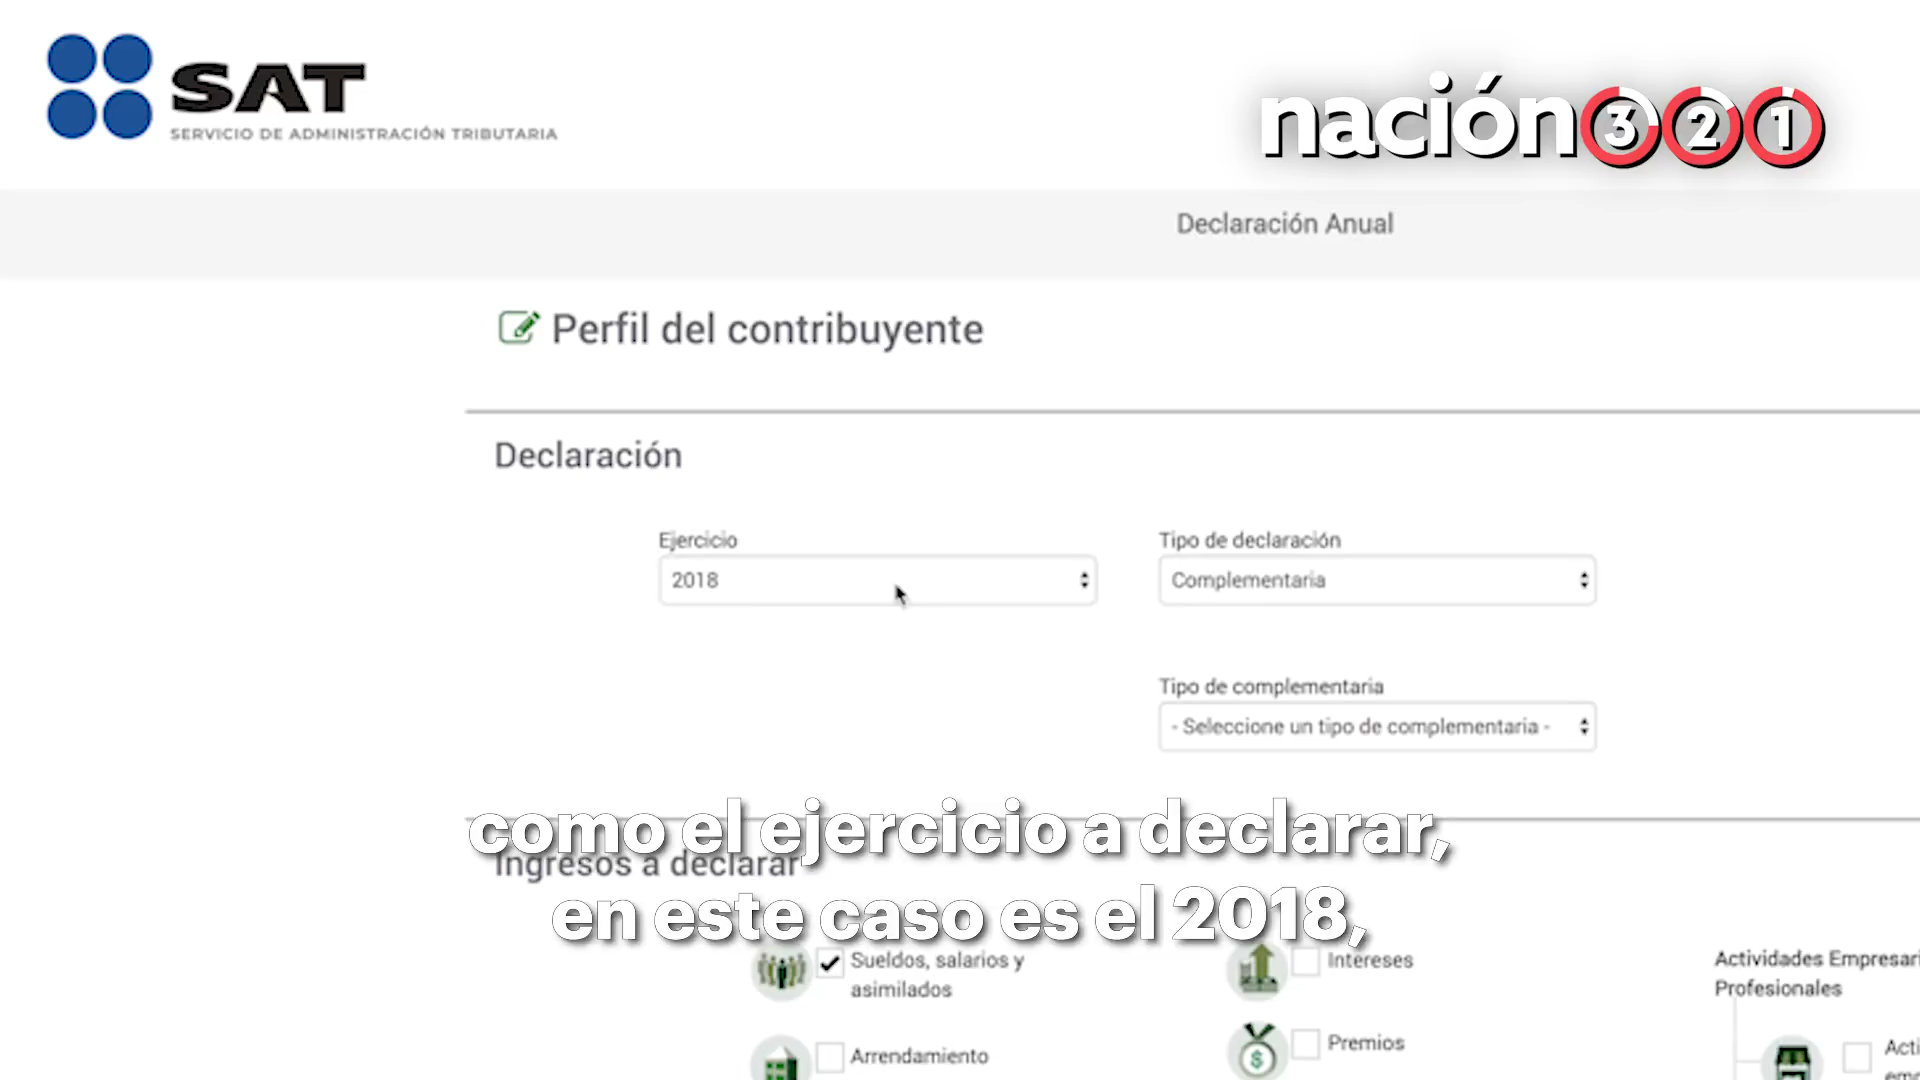 SAT
SERVICIO DE ADMINISTRACIÓN TRIBUTARIA
nación321
Declaración Anual
Perfil del contribuyente
Declaración
Ejercicio
2018
Tipo de declaración
Complementaria
Tipo de complementaria
- Seleccione un tipo de complementaria -
como el ejercicio a declarar,
Ingresos a declarar
en este caso es el 2018,
Sueldos, salarios y
asimilados
Intereses
Actividades Empresari
Profesionales
Arrendamiento
Premios
Acti